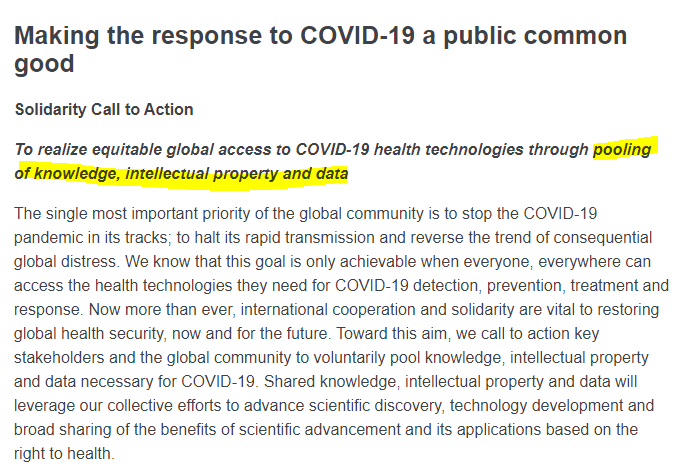 Making the response to COVID-19 a public common
good
Solidarity Call to Action
To realize equitable global access to COVID-19 health technologies through pooling
of knowledge, intellectual property and data
The single most important priority of the global community is to stop the COVID-19
pandemic in its tracks; to halt its rapid transmission and reverse the trend of consequential
global distress. We know that this goal is only achievable when everyone, everywhere can
access the health technologies they need for COVID-19 detection, prevention, treatment and
response. Now more than ever, international cooperation and solidarity are vital to restoring
global health security, now and for the future. Toward this aim, we call to action key
stakeholders and the global community to voluntarily pool knowledge, intellectual property
and data necessary for COVID-19. Shared knowledge, intellectual property and data will
leverage our collective efforts to advance scientific discovery, technology development and
broad sharing of the benefits of scientific advancement and its applications based on the
right to health.